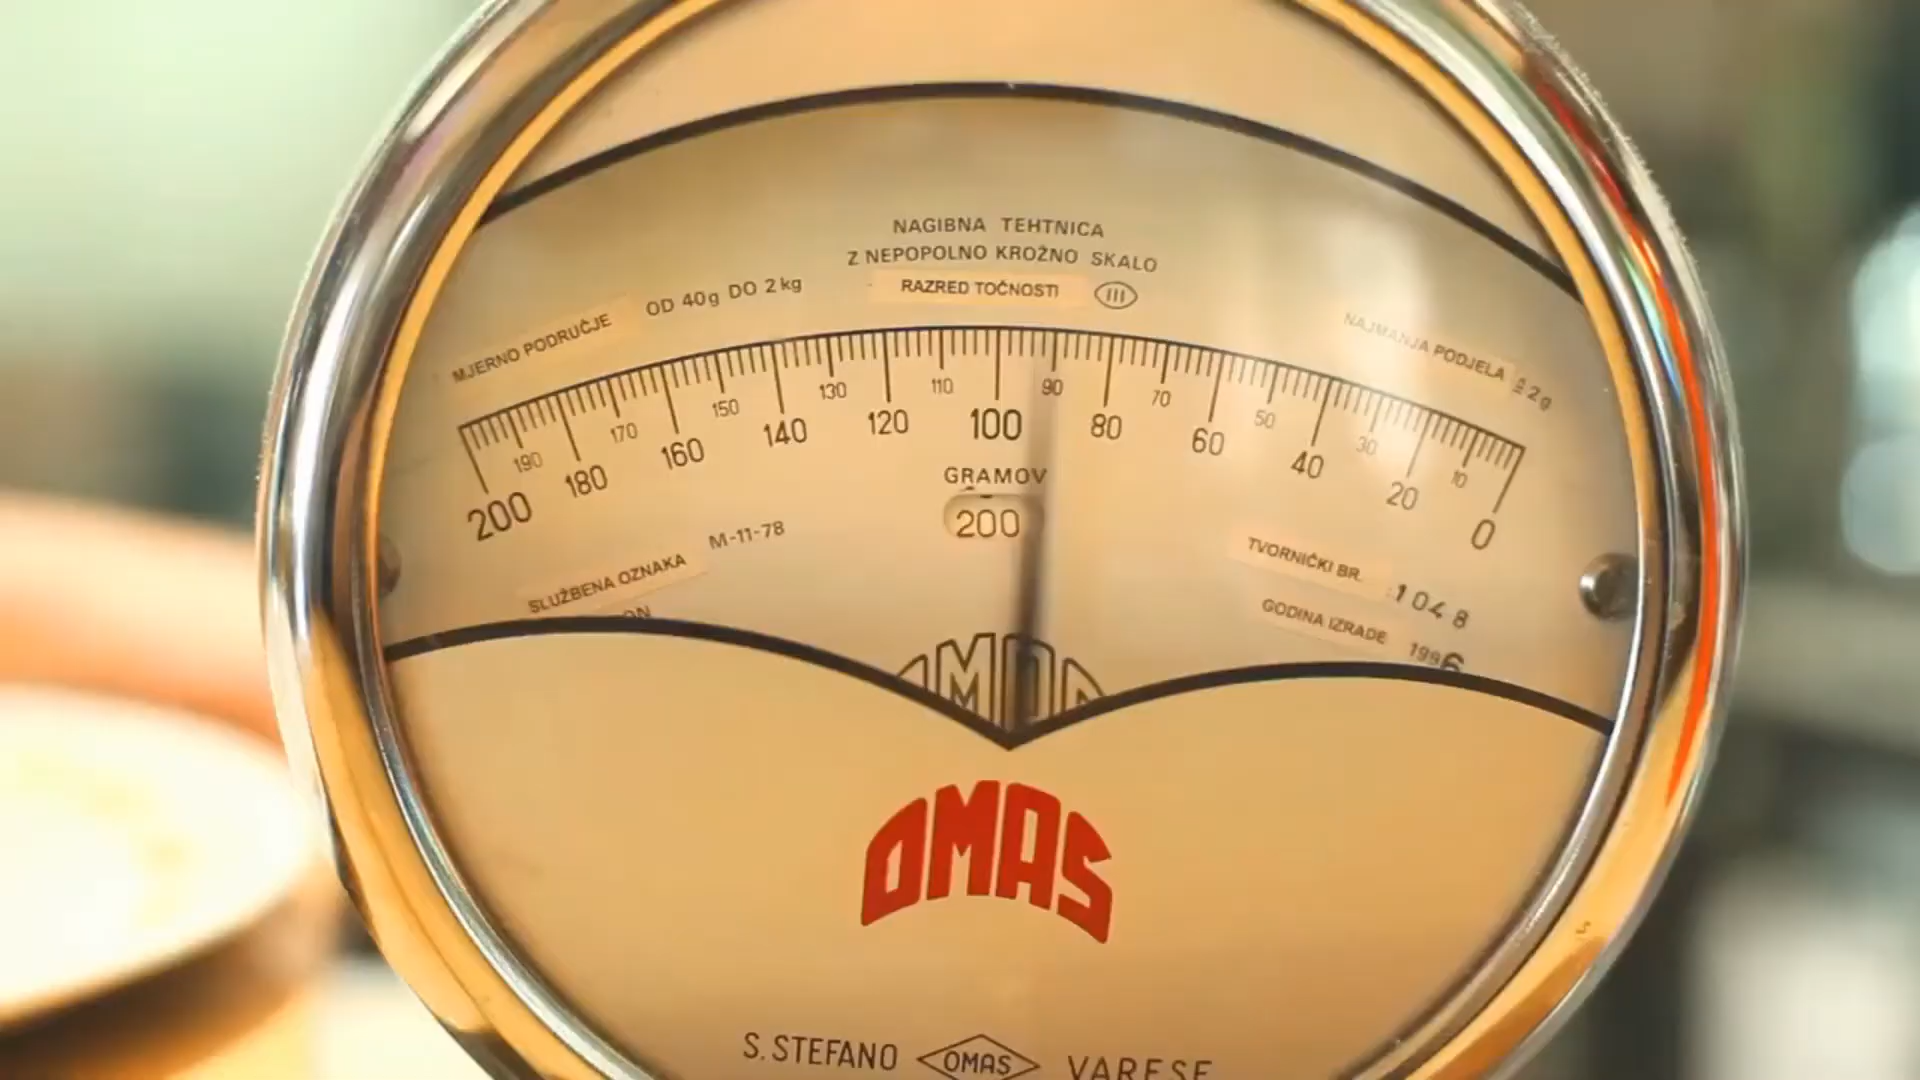 NAGIBNA TEHTNICA
Z NEPOPOLNO KROŽNO SKALO
RAZRED TOČNOSTI III
MJERNO PODRUČJE OD 40g DO 2kg
NAJMANJA PODJELA 2g
200 190 180 170 160 150 140 130 120 110 100 90 80 70 60 50 40 30 20 10 0
GRAMOV
200
SLUŽBENA OZNAKA M-11-78
TVORNIČKI BR. 1048
GODINA IZRADE 1996
OMAS
S. STEFANO OMAS VARESE